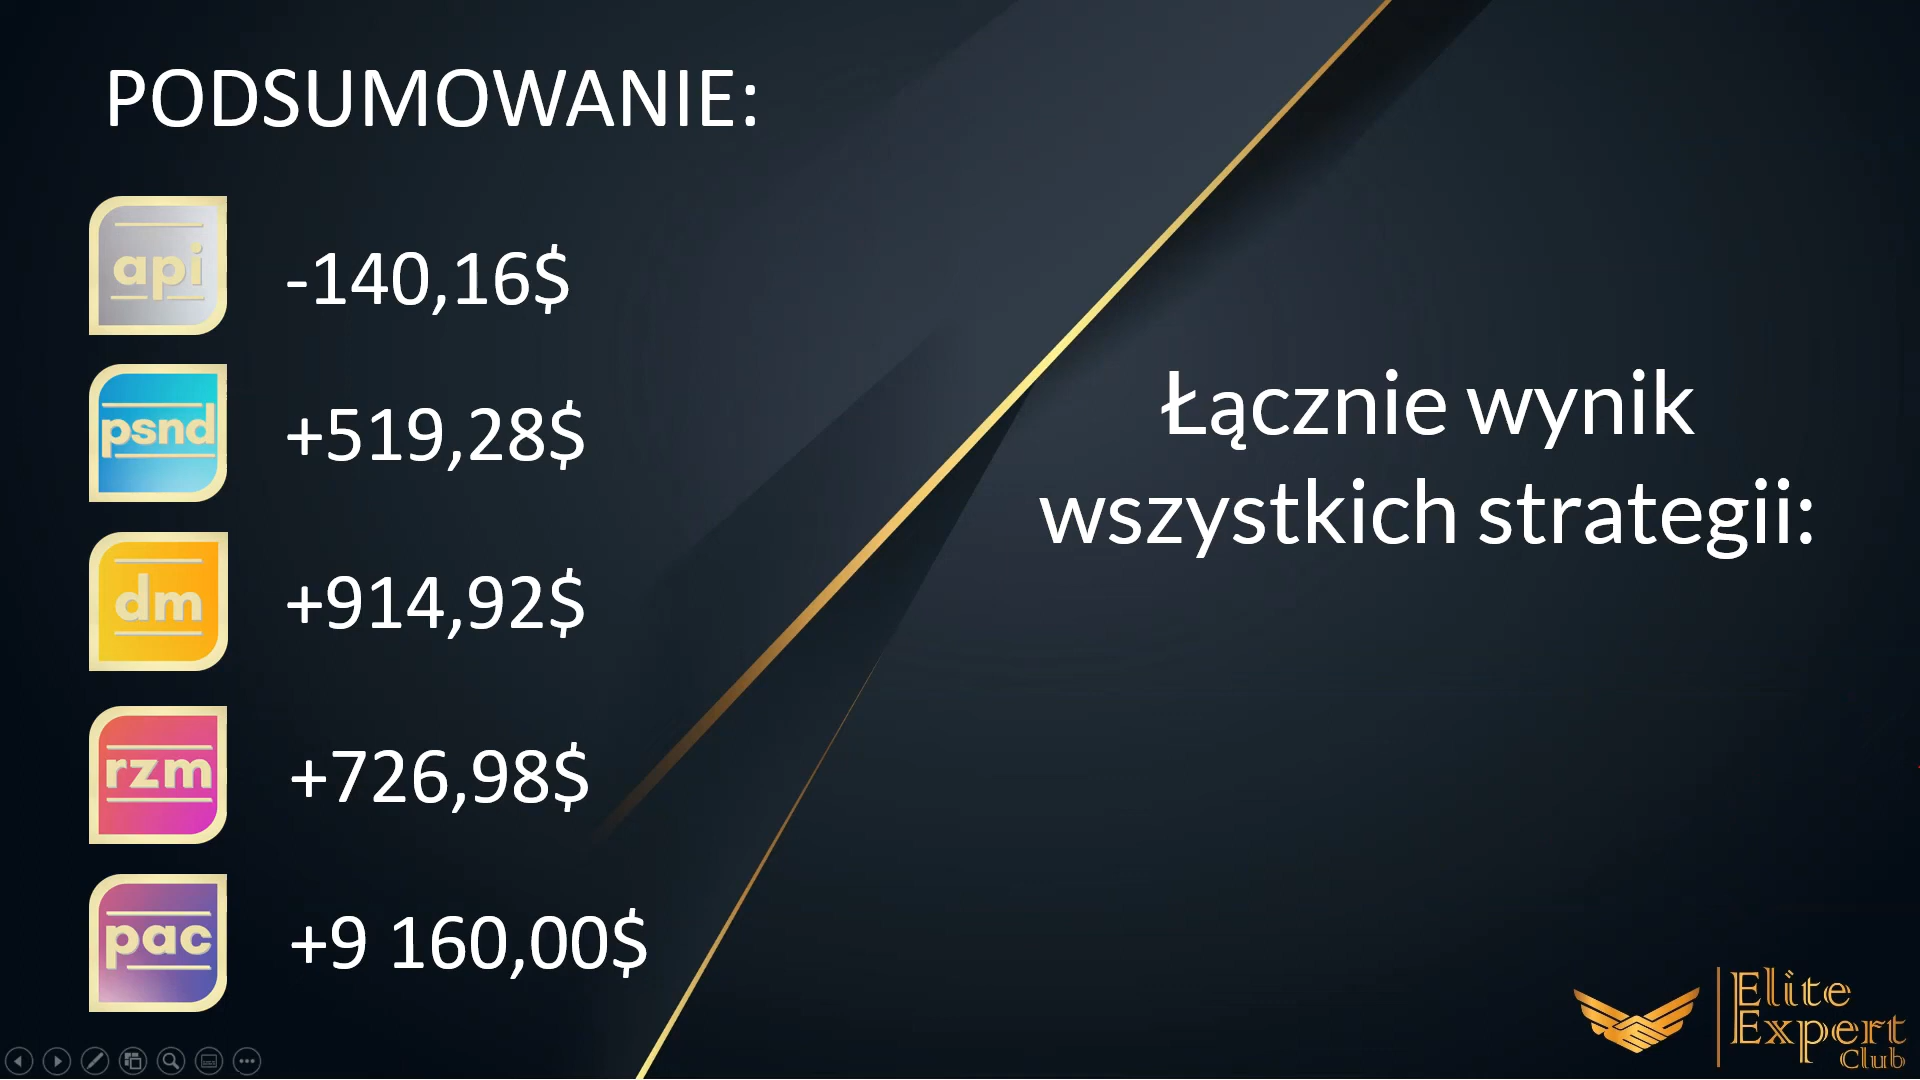 PODSUMOWANIE:
api
-140,16$
psnd
+519,28$
dm
+914,92$
rzm
+726,98$
pac
+9 160,00$
Łącznie wynik
wszystkich strategii:
Elite
Expert
Club